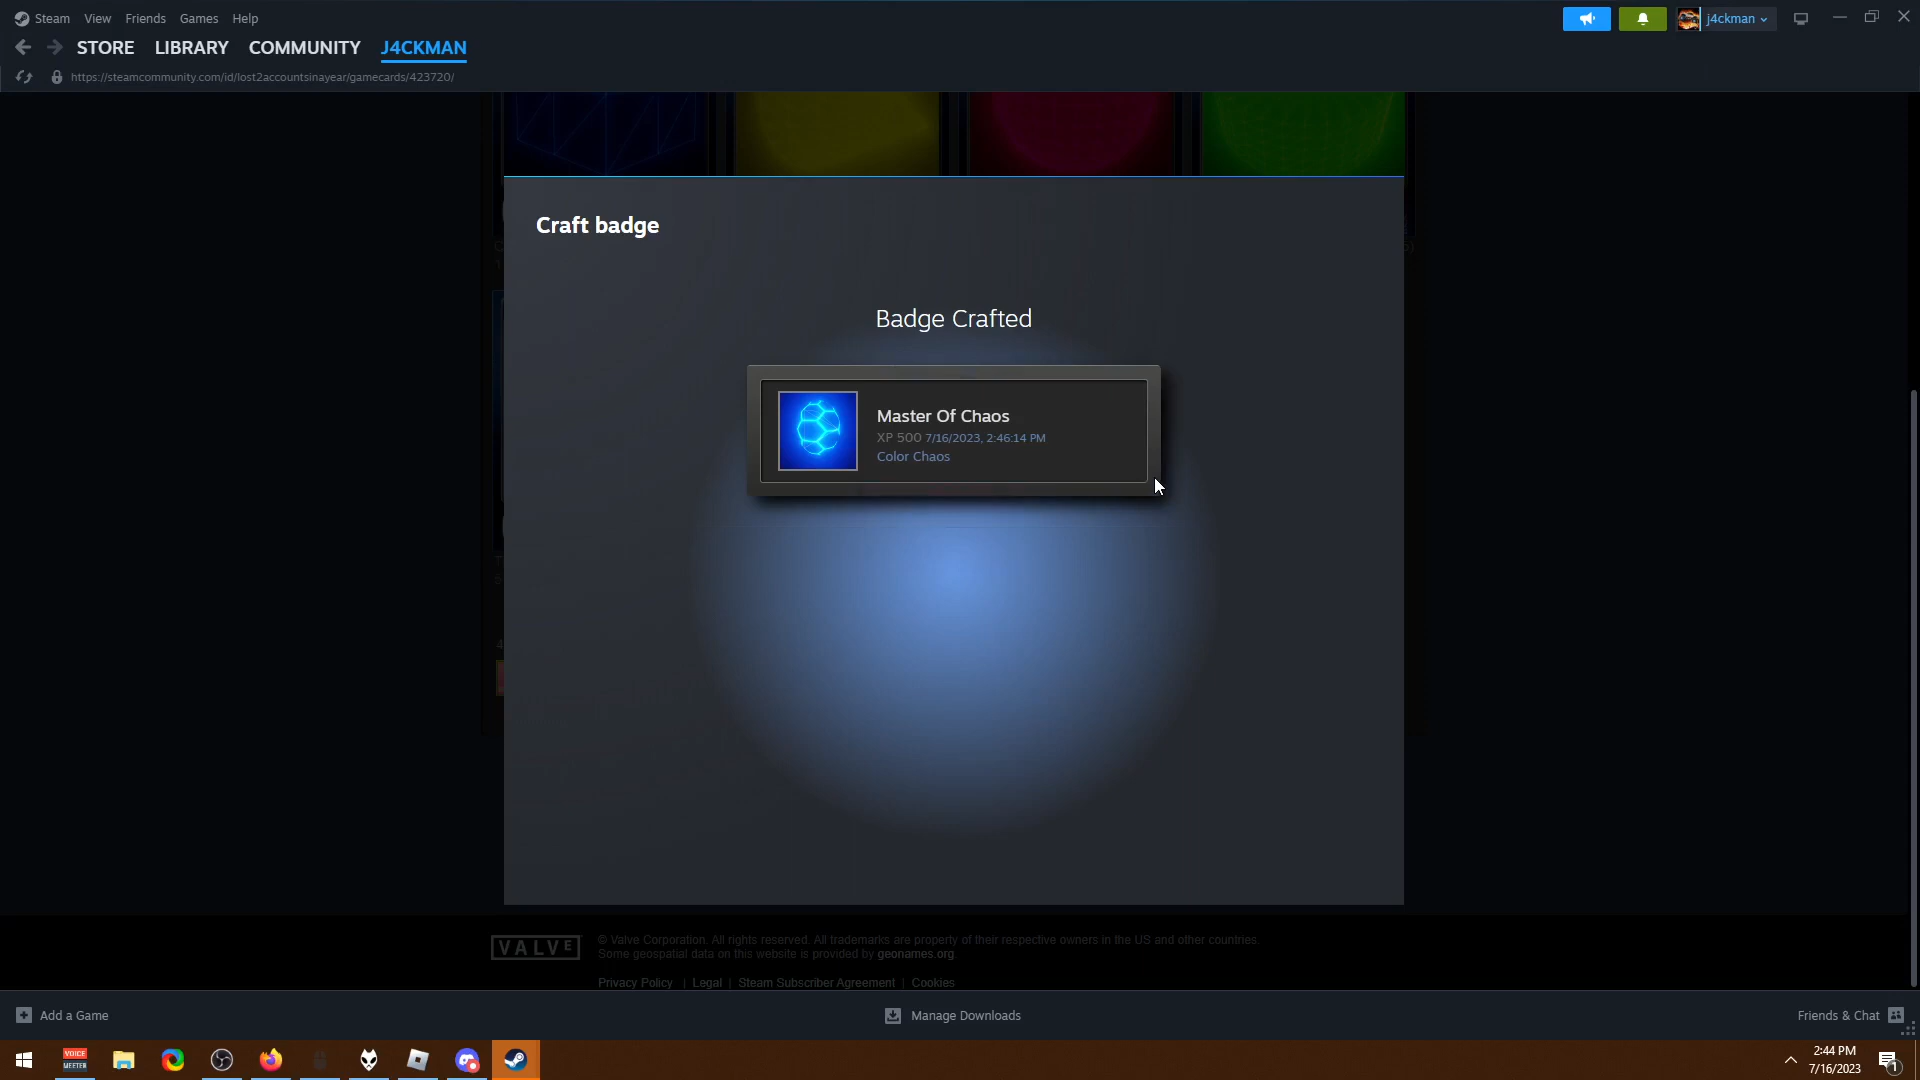 Steam View Friends Games Help
j4ckman
STORE LIBRARY COMMUNITY J4CKMAN
https://steamcommunity.com/id/lost2accountsinayear/gamecards/423720/
Craft badge
Badge Crafted
Master Of Chaos
XP 500 7/16/2023, 2:46:14 PM
Color Chaos
VALVE
© Valve Corporation. All rights reserved. All trademarks are property of their respective owners in the US and other countries.
Some geospatial data on this website is provided by geonames.org
Privacy Policy | Legal | Steam Subscriber Agreement | Cookies
Add a Game
Manage Downloads
Friends & Chat
VOICE
MEETER
2:44 PM
7/16/2023
1